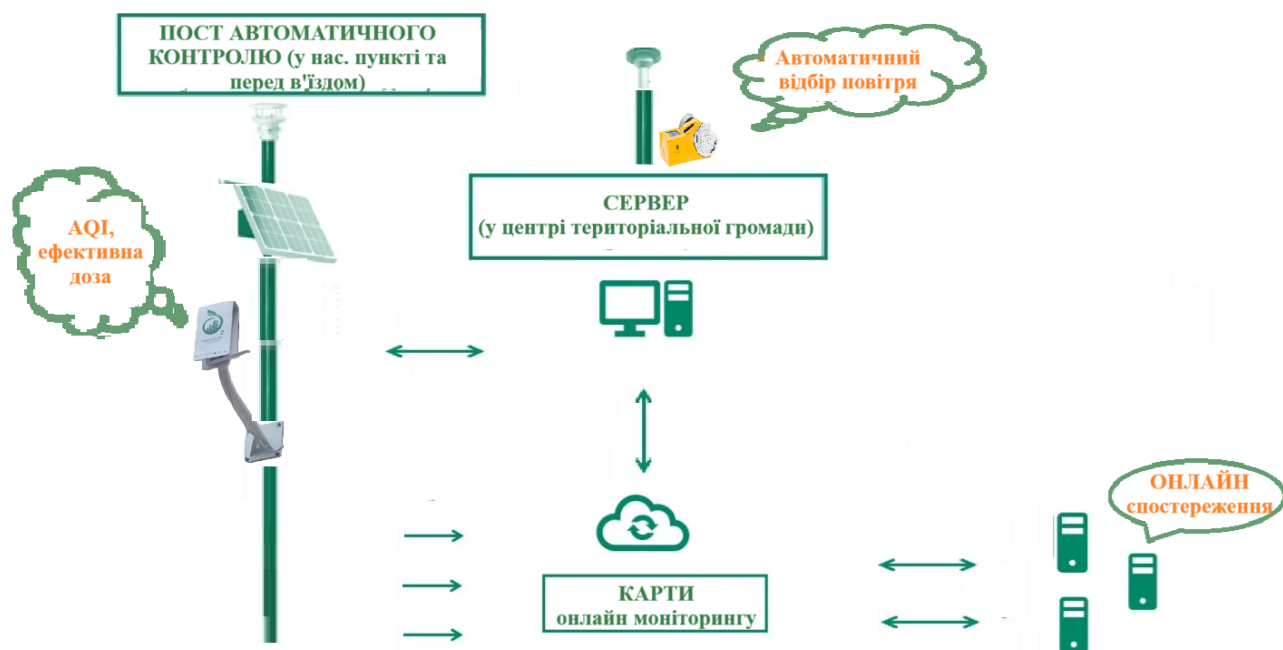 ПОСТ АВТОМАТИЧНОГО
КОНТРОЛЮ (у нас. пункті та
перед в'їздом)
Автоматичний
відбір повітря
AQI,
ефективна
доза
СЕРВЕР
(у центрі територіальної громади)
ОНЛАЙН
спостереження
КАРТИ
онлайн моніторингу